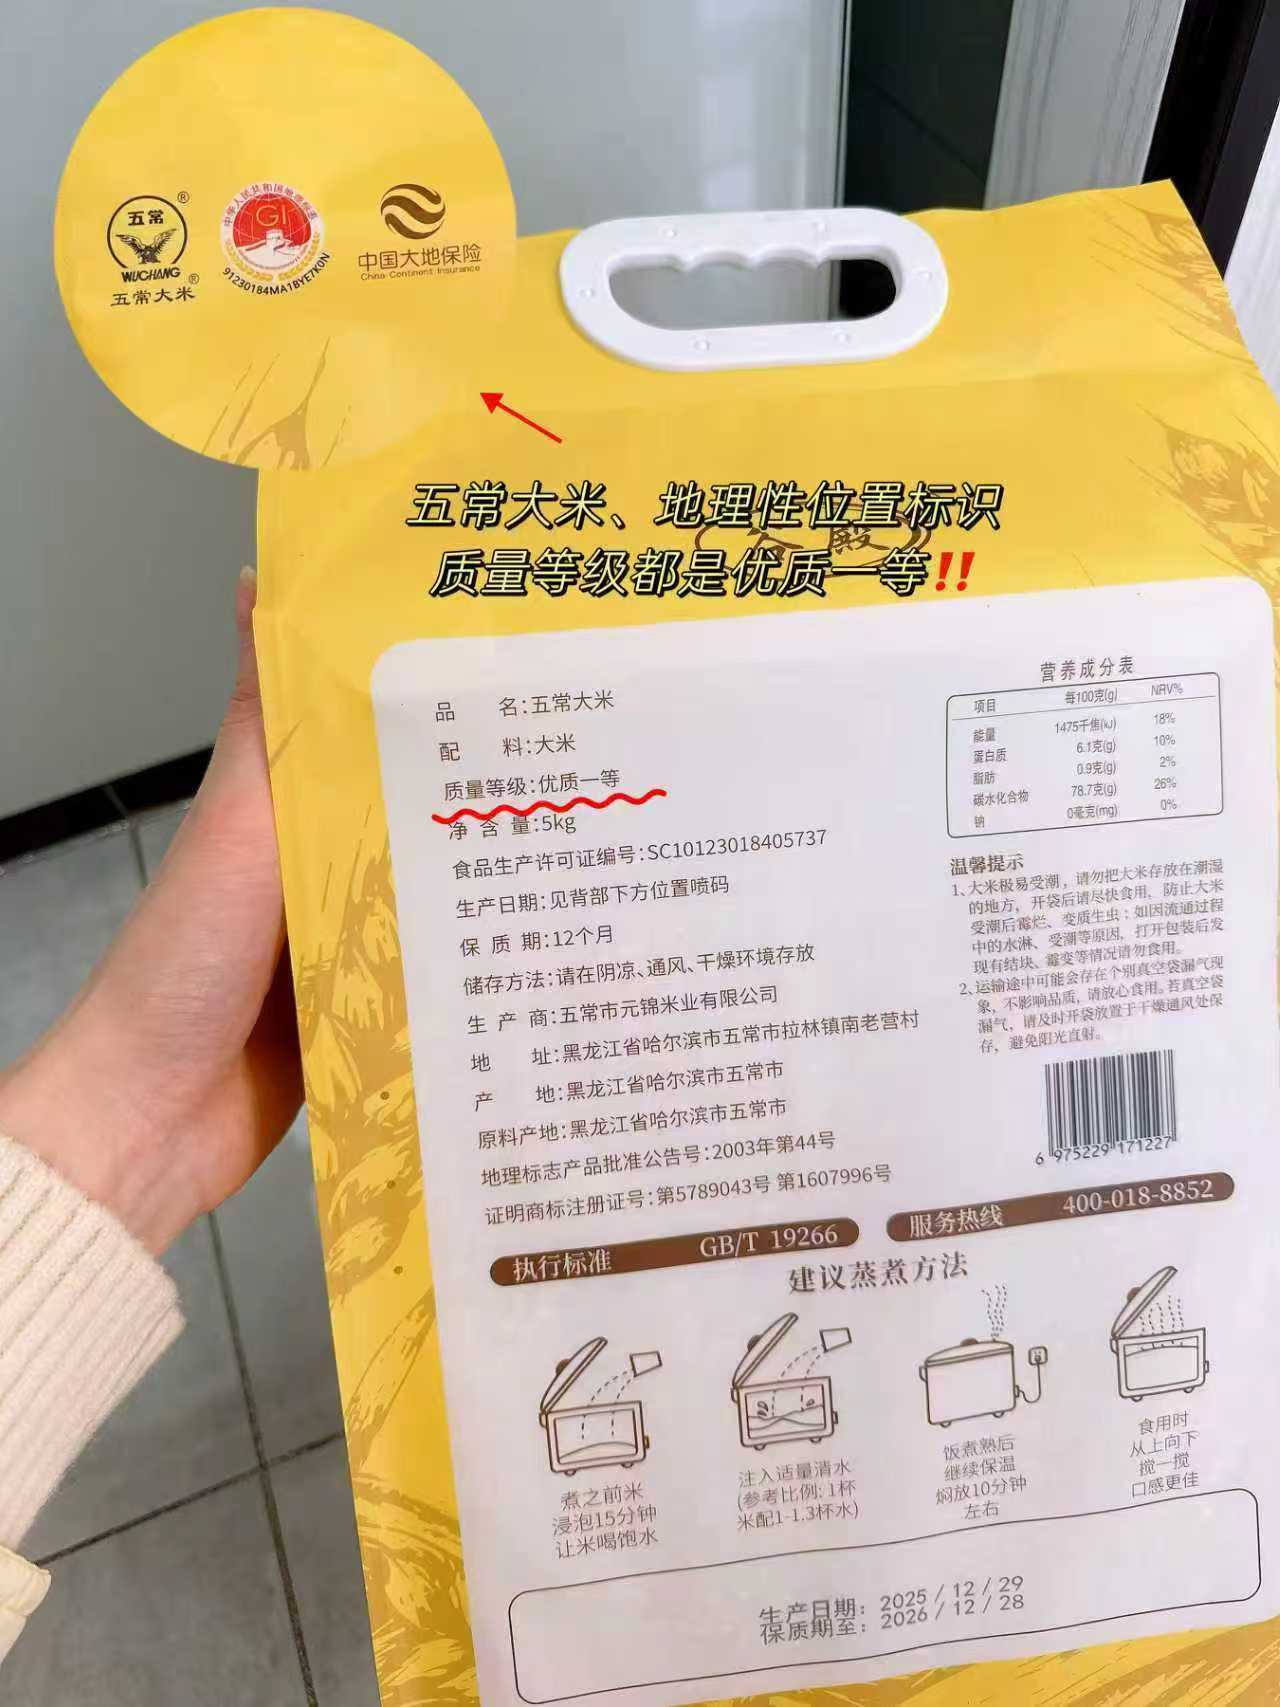 五常
WUCHANG
五常大米
中华人民共和国地理标志
GI
91230184MA1BYE7K0N
中国大地保险
China Continent Insurance
五常大米、地理性位置标识
质量等级都是优质一等!!
品 名:五常大米
配 料:大米
质量等级:优质一等
净 含 量:5kg
食品生产许可证编号:SC10123018405737
生产日期:见背部下方位置喷码
保 质 期:12个月
储存方法:请在阴凉、通风、干燥环境存放
生 产 商:五常市元锦米业有限公司
地 址:黑龙江省哈尔滨市五常市拉林镇南老营村
产 地:黑龙江省哈尔滨市五常市
原料产地:黑龙江省哈尔滨市五常市
地理标志产品批准公告号:2003年第44号
证明商标注册证号:第5789043号 第1607996号
营养成分表
项目 每100克(g) NRV%
能量 1475千焦(kJ) 18%
蛋白质 6.1克(g) 10%
脂肪 0.9克(g) 2%
碳水化合物 78.7克(g) 26%
钠 0毫克(mg) 0%
温馨提示
1、大米极易受潮，请勿把大米存放在潮湿
的地方，开袋后请尽快食用，防止大米
受潮后霉烂、变质生虫：如因流通过程
中的水淋、受潮等原因，打开包装后发
现有结块、霉变等情况请勿食用。
2、运输途中可能会存在个别真空袋漏气现
象，不影响品质，请放心食用。若真空袋
漏气，请及时开袋放置于干燥通风处保
存，避免阳光直射。
6 975229 171227
执行标准 GB/T 19266
服务热线 400-018-8852
建议蒸煮方法
煮之前米
浸泡15分钟
让米喝饱水
注入适量清水
(参考比例: 1杯
米配1-1.3杯水)
饭煮熟后
继续保温
焖放10分钟
左右
食用时
从上向下
搅一搅
口感更佳
生产日期: 2025/12/29
保质期至: 2026/12/28